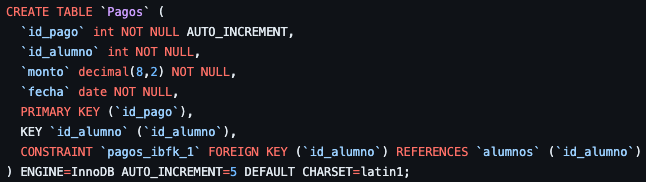 CREATE TABLE `Pagos` (
`id_pago` int NOT NULL AUTO_INCREMENT,
`id_alumno` int NOT NULL,
`monto` decimal(8,2) NOT NULL,
`fecha` date NOT NULL,
PRIMARY KEY (`id_pago`),
KEY `id_alumno` (`id_alumno`),
CONSTRAINT `pagos_ibfk_1` FOREIGN KEY (`id_alumno`) REFERENCES `alumnos` (`id_alumno`)
) ENGINE=InnoDB AUTO_INCREMENT=5 DEFAULT CHARSET=latin1;